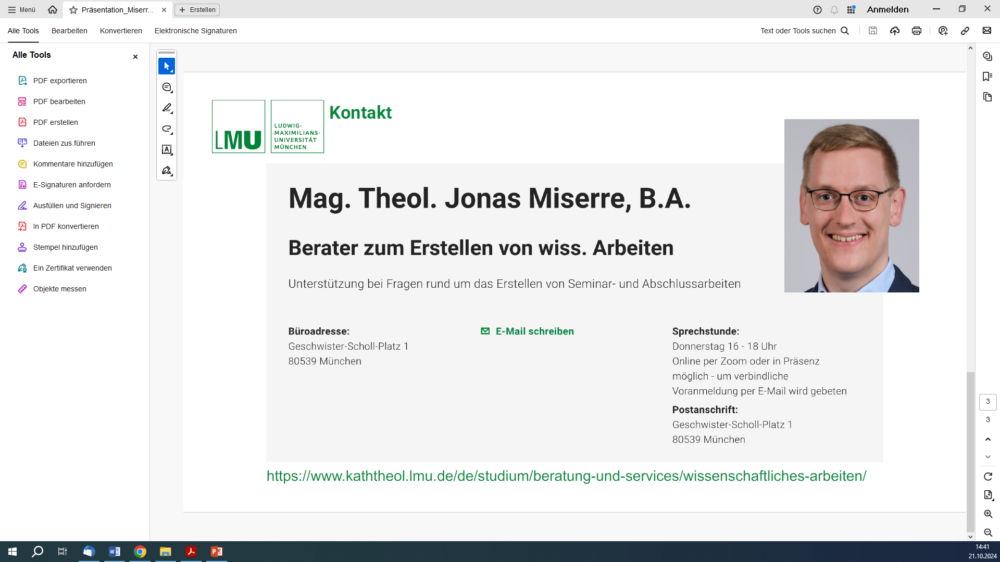 Menü
Präsentation_Miserr...
Erstellen
Anmelden
Alle Tools
Bearbeiten
Konvertieren
Elektronische Signaturen
Text oder Tools suchen
Alle Tools
PDF exportieren
PDF bearbeiten
PDF erstellen
Dateien zus.führen
Kommentare hinzufügen
E-Signaturen anfordern
Ausfüllen und Signieren
In PDF konvertieren
Stempel hinzufügen
Ein Zertifikat verwenden
Objekte messen
LMU
LUDWIG-
MAXIMILIANS-
UNIVERSITÄT
MÜNCHEN
Kontakt
Mag. Theol. Jonas Miserre, B.A.
Berater zum Erstellen von wiss. Arbeiten
Unterstützung bei Fragen rund um das Erstellen von Seminar- und Abschlussarbeiten
Büroadresse:
Geschwister-Scholl-Platz 1
80539 München
E-Mail schreiben
Sprechstunde:
Donnerstag 16 - 18 Uhr
Online per Zoom oder in Präsenz
möglich - um verbindliche
Voranmeldung per E-Mail wird gebeten
Postanschrift:
Geschwister-Scholl-Platz 1
80539 München
https://www.kaththeol.lmu.de/de/studium/beratung-und-services/wissenschaftliches-arbeiten/
3
3
14:41
21.10.2024